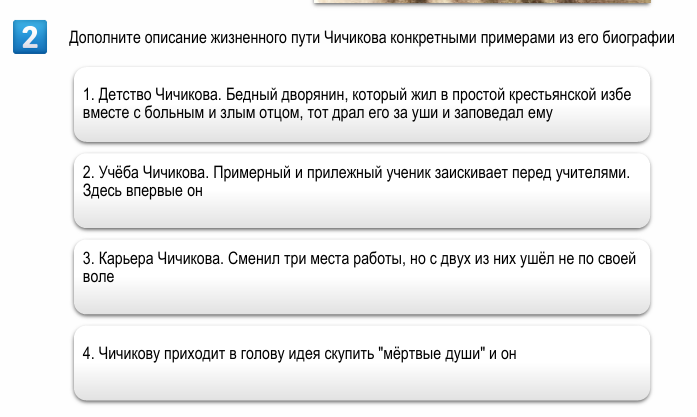 2 Дополните описание жизненного пути Чичикова конкретными примерами из его биографии
1. Детство Чичикова. Бедный дворянин, который жил в простой крестьянской избе
вместе с больным и злым отцом, тот драл его за уши и заповедал ему
2. Учёба Чичикова. Примерный и прилежный ученик заискивает перед учителями.
Здесь впервые он
3. Карьера Чичикова. Сменил три места работы, но с двух из них ушёл не по своей
воле
4. Чичикову приходит в голову идея скупить "мёртвые души" и он